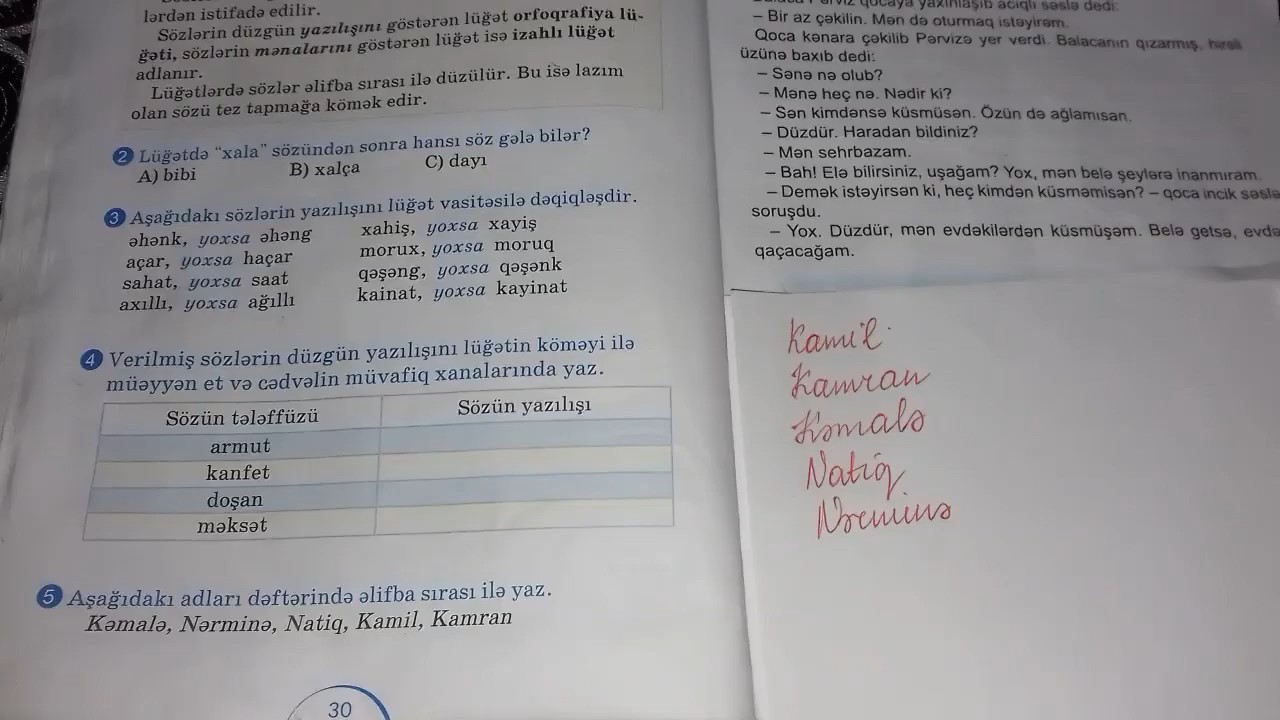 lərdən istifadə edilir.
Sözlərin düzgün yazılışını göstərən lüğət orfoqrafiya lü-
ğəti, sözlərin mənalarını göstərən lüğət isə izahlı lüğət
adlanır.
Lüğətlərdə sözlər əlifba sırası ilə düzülür. Bu isə lazım
olan sözü tez tapmağa kömək edir.
2 Lüğətdə “xala” sözündən sonra hansı söz gələ bilər?
A) bibi B) xalça C) dayı
3 Aşağıdakı sözlərin yazılışını lüğət vasitəsilə dəqiqləşdir.
əhənk, yoxsa əhəng xahiş, yoxsa xayiş
açar, yoxsa haçar morux, yoxsa moruq
sahat, yoxsa saat qəşəng, yoxsa qəşənk
axıllı, yoxsa ağıllı kainat, yoxsa kayinat
4 Verilmiş sözlərin düzgün yazılışını lüğətin köməyi ilə
müəyyən et və cədvəlin müvafiq xanalarında yaz.
Sözün tələffüzü Sözün yazılışı
armut
kanfet
doşan
məksət
5 Aşağıdakı adları dəftərində əlifba sırası ilə yaz.
Kəmalə, Nərminə, Natiq, Kamil, Kamran
30
qocaya yaxınlaşıb acıqlı səslə dedi:
– Bir az çəkilin. Mən də oturmaq istəyirəm.
Qoca kənara çəkilib Pərvizə yer verdi. Balacanın qızarmış, hirsli
üzünə baxıb dedi:
– Sənə nə olub?
– Mənə heç nə. Nədir ki?
– Sən kimdənsə küsmüsən. Özün də ağlamısan.
– Düzdür. Haradan bildiniz?
– Mən sehrbazam.
– Bah! Elə bilirsiniz, uşağam? Yox, mən belə şeylərə inanmıram.
– Demək istəyirsən ki, heç kimdən küsməmisən? – qoca incik səslə
soruşdu.
– Yox. Düzdür, mən evdəkilərdən küsmüşəm. Belə getsə, evdə
qaçacağam.
Kamil
Kamran
Kəmalə
Natiq
Nərminə